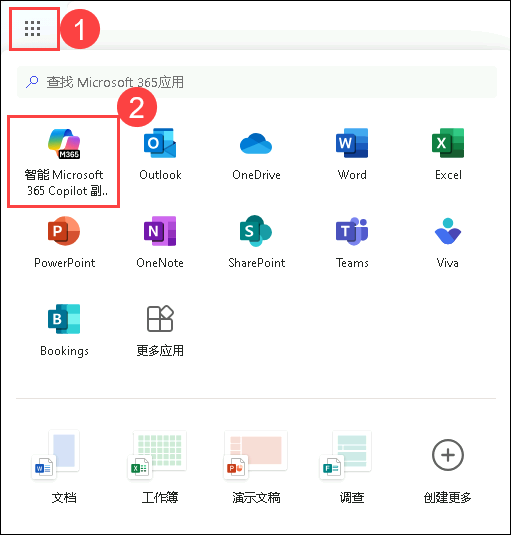 1
查找 Microsoft 365应用
2
M365
智能 Microsoft
365 Copilot 副..
Outlook
OneDrive
Word
Excel
PowerPoint
OneNote
SharePoint
Teams
Viva
Bookings
更多应用
文档
工作簿
演示文稿
调查
创建更多